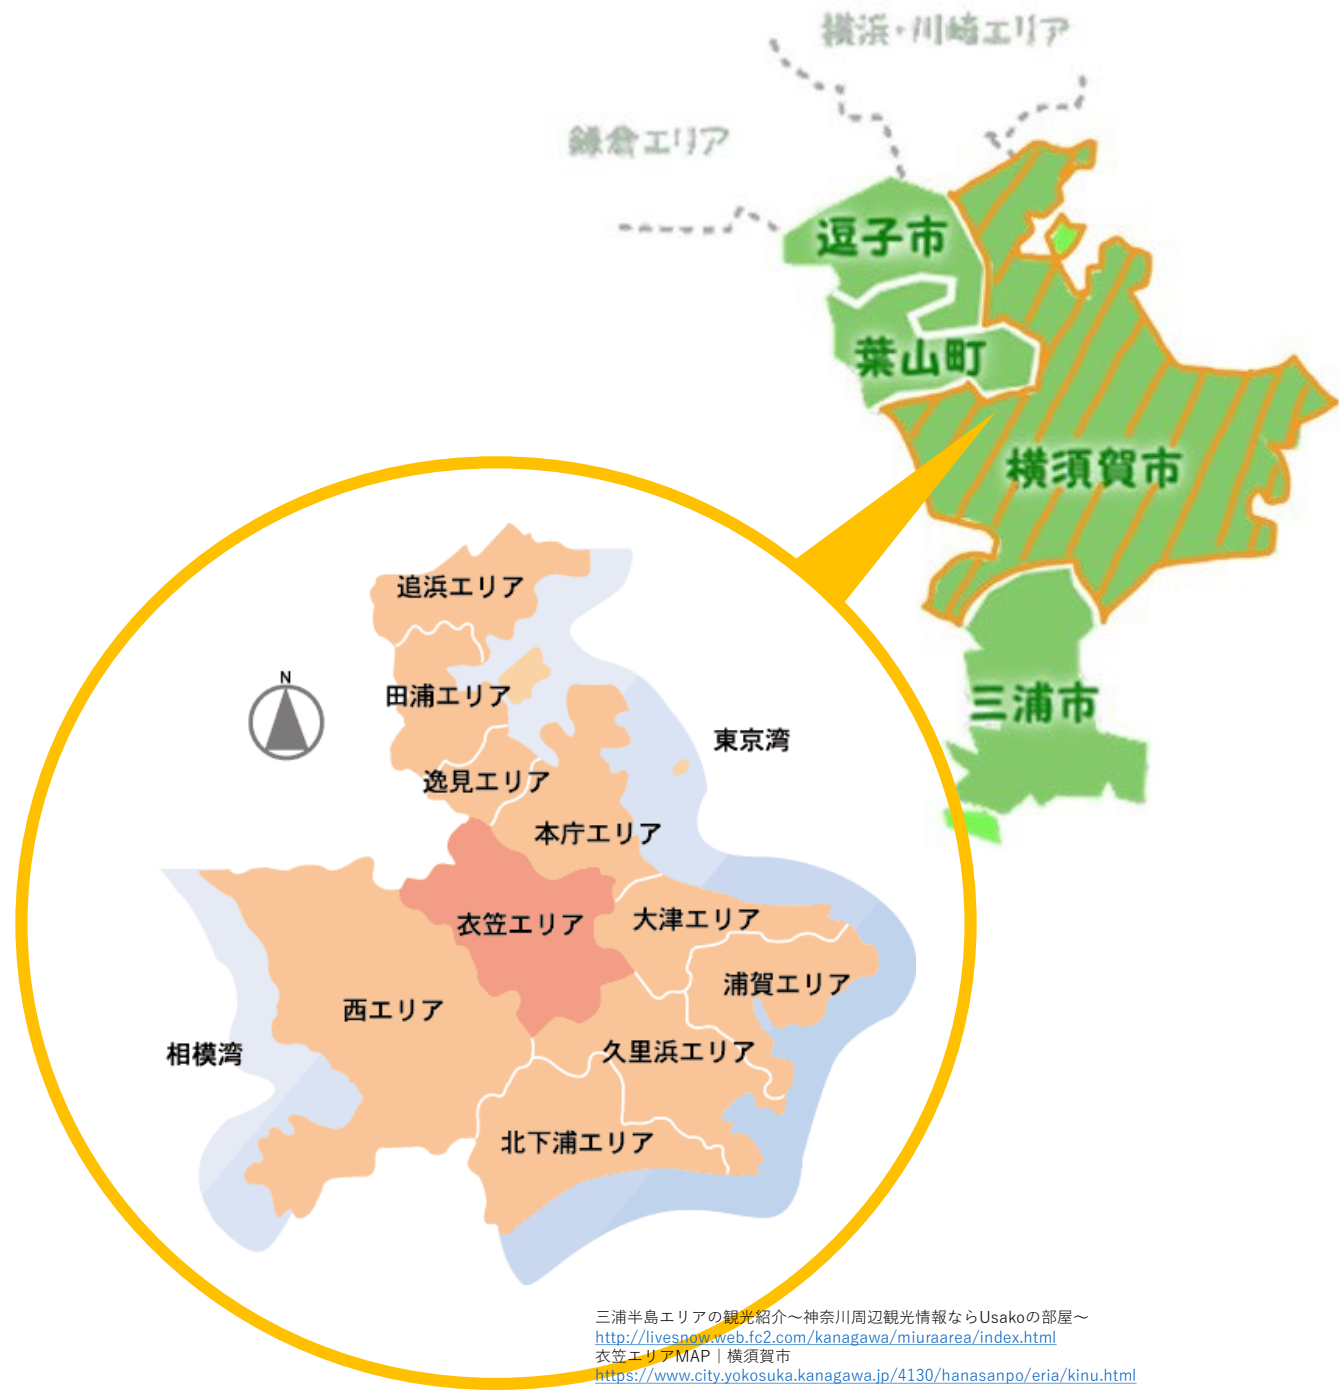 横浜・川崎エリア
鎌倉エリア
逗子市
葉山町
横須賀市
三浦市
追浜エリア
N
田浦エリア
東京湾
逸見エリア
本庁エリア
大津エリア
衣笠エリア
浦賀エリア
西エリア
相模湾
久里浜エリア
北下浦エリア
三浦半島エリアの観光紹介~神奈川周辺観光情報ならUsakoの部屋~
http://livesnow.web.fc2.com/kanagawa/miuraarea/index.html
衣笠エリアMAP | 横須賀市
https://www.city.yokosuka.kanagawa.jp/4130/hanasanpo/eria/kinu.html